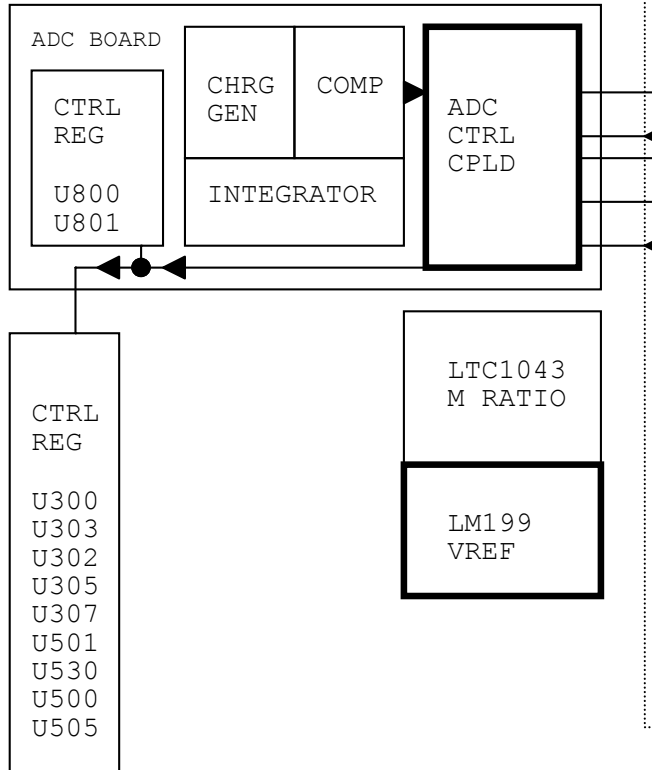 ADC BOARD
CTRL
REG
U800
U801
CHRG
GEN
COMP
INTEGRATOR
ADC
CTRL
CPLD
CTRL
REG
U300
U303
U302
U305
U307
U501
U530
U500
U505
LTC1043
M RATIO
LM199
VREF